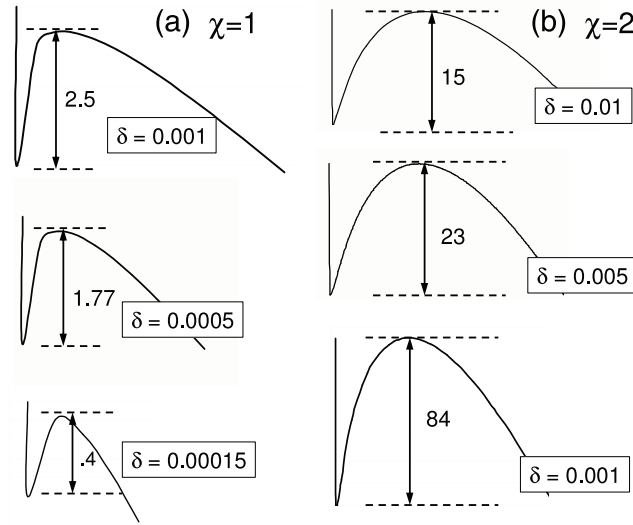 (a) χ=1
2.5
δ = 0.001
1.77
δ = 0.0005
.4
δ = 0.00015
(b) χ=2
15
δ = 0.01
23
δ = 0.005
84
δ = 0.001